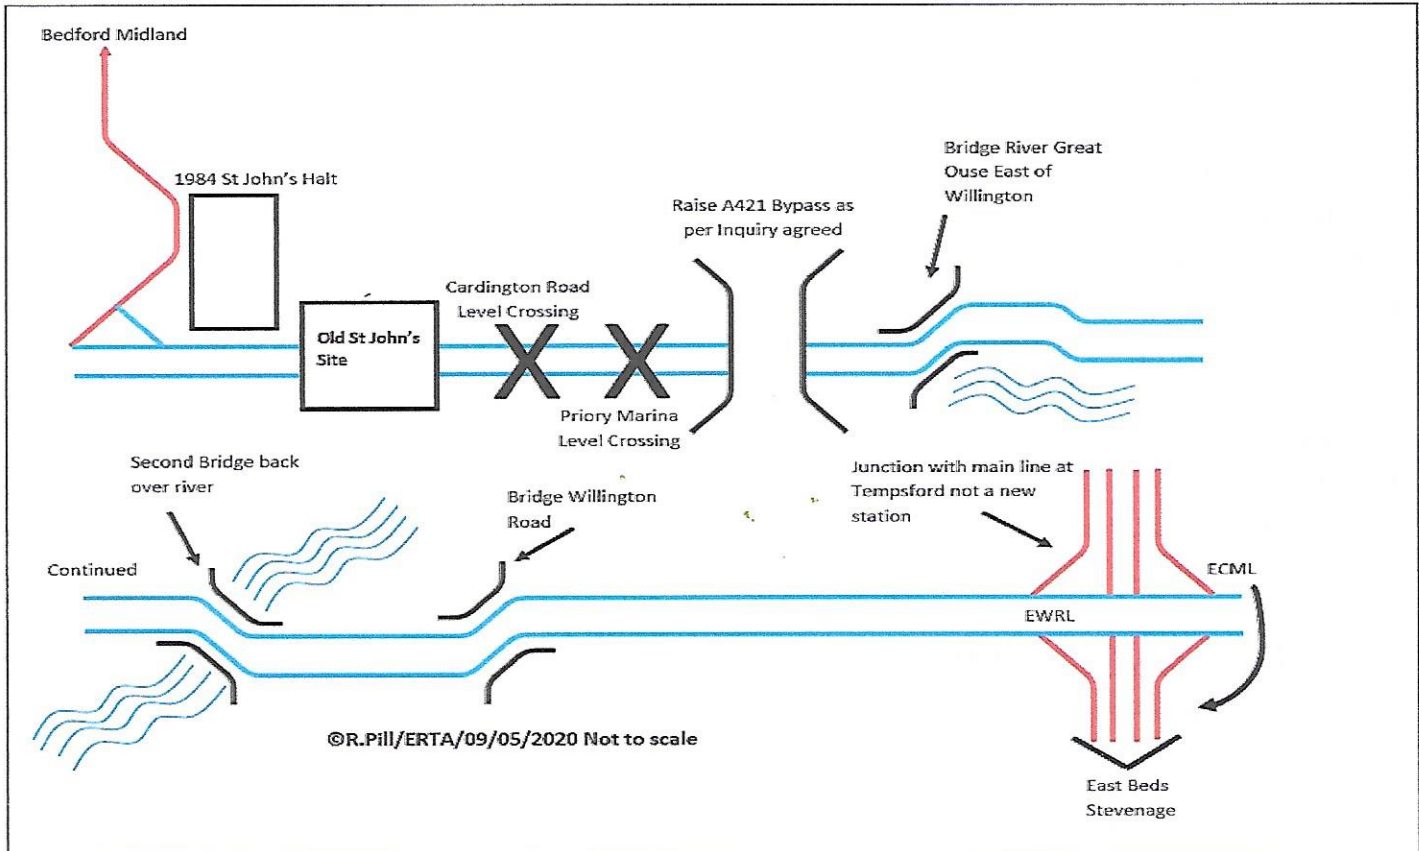 Bedford Midland
1984 St John's Halt
Bridge River Great
Ouse East of
Willington
Raise A421 Bypass as
per Inquiry agreed
Cardington Road
Level Crossing
Old St John's
Site
Priory Marina
Level Crossing
Second Bridge back
over river
Bridge Willington
Road
Junction with main line at
Tempsford not a new
station
Continued
ECML
EWRL
©R.Pill/ERTA/09/05/2020 Not to scale
East Beds
Stevenage